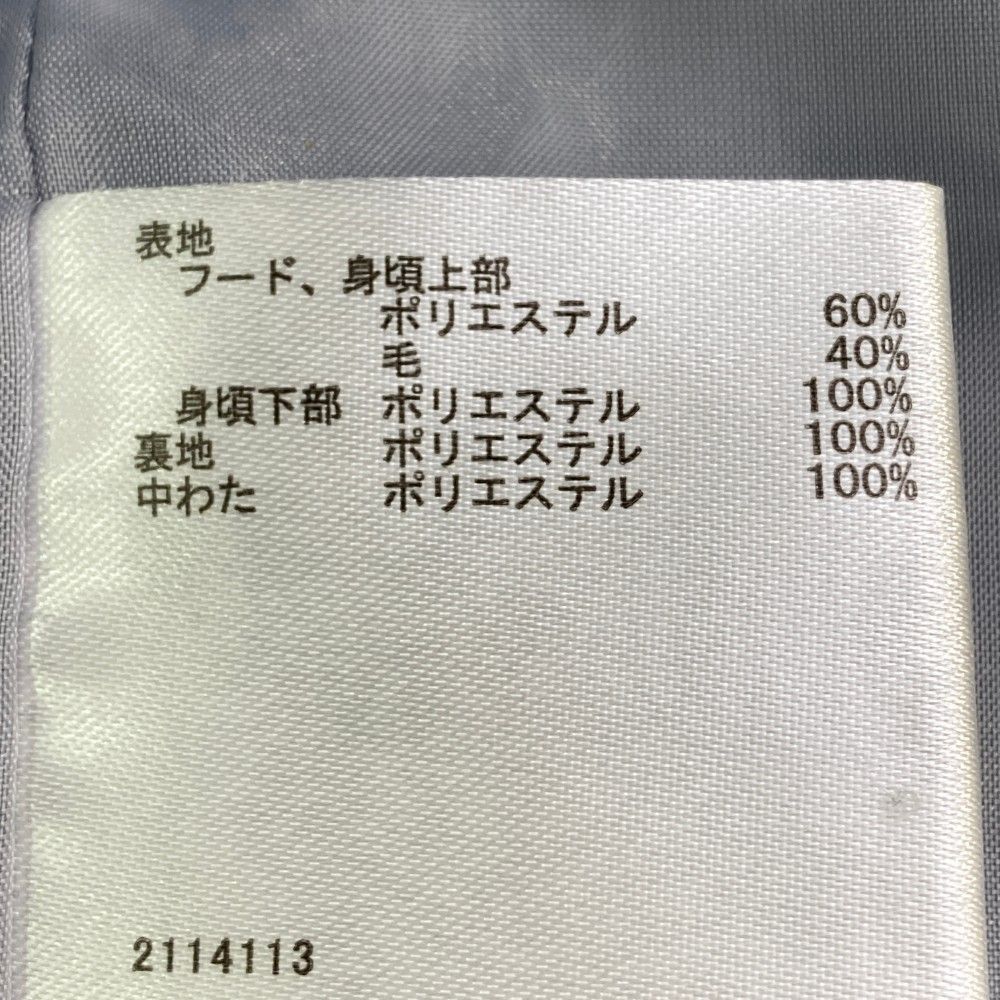 表地
フード、身頃上部
ポリエステル 60%
毛 40%
身頃下部 ポリエステル 100%
裏地 ポリエステル 100%
中わた ポリエステル 100%
2114113